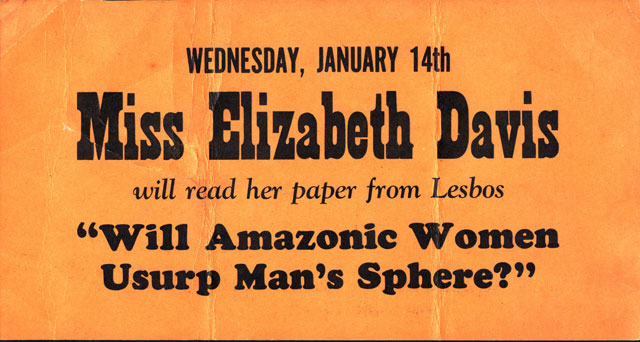 WEDNESDAY, JANUARY 14th
Miss Elizabeth Davis
will read her paper from Lesbos
“Will Amazonic Women
Usurp Man’s Sphere?”